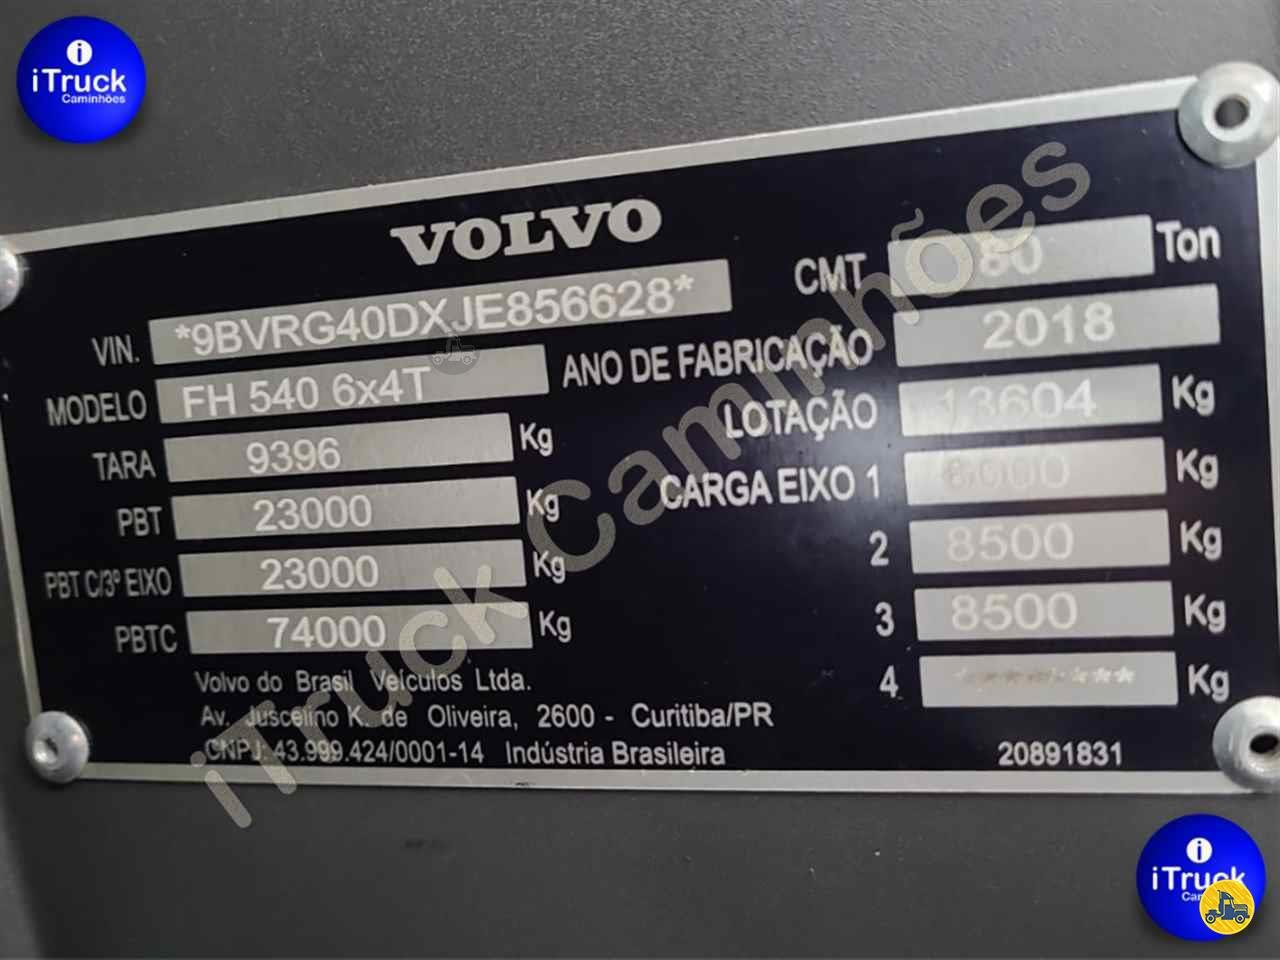 i
iTruck
Caminhões
VOLVO
VIN. *9BVRG40DXJE856628*
MODELO FH 540 6x4T
TARA 9396 Kg
PBT 23000 Kg
PBT C/3º EIXO 23000 Kg
PBTC 74000 Kg
CMT 80 Ton
ANO DE FABRICAÇÃO 2018
LOTAÇÃO 13604 Kg
CARGA EIXO 1 6000 Kg
2 8500 Kg
3 8500 Kg
4 ******** Kg
Volvo do Brasil Veículos Ltda.
Av. Juscelino K. de Oliveira, 2600 - Curitiba/PR
CNPJ: 43.999.424/0001-14 Indústria Brasileira
20891831
iTruck Caminhões
i
iTruck
Caminhões